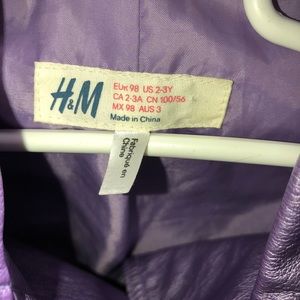 H&M
EUR 98 US 2-3Y
CA 2-3A CN 100/56
MX 98 AUS 3
Made in China
Fabriqué en
Chine